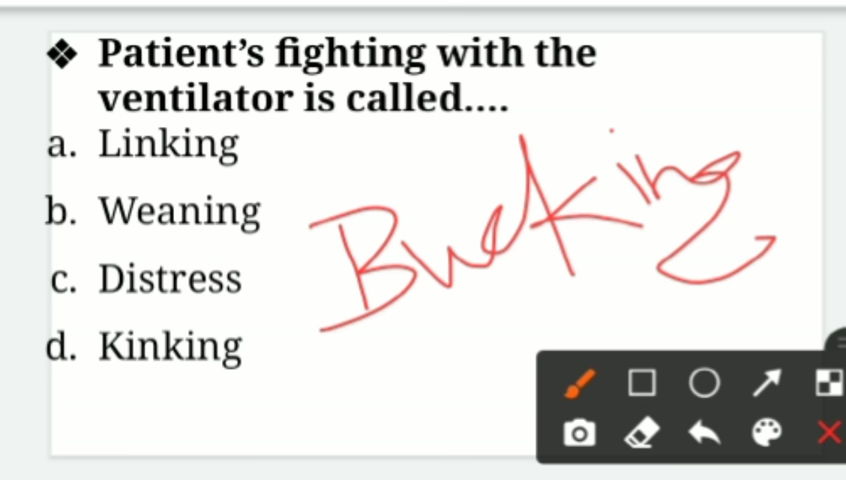 ❖ Patient’s fighting with the
ventilator is called....
a. Linking
b. Weaning
c. Distress
d. Kinking
Bucking